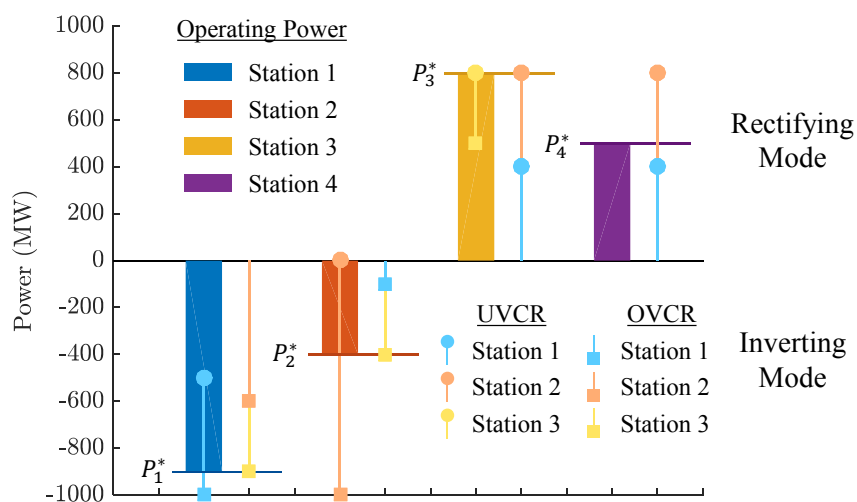 1000
800
600
400
200
0
-200
-400
-600
-800
-1000
Power (MW)
Operating Power
Station 1
Station 2
Station 3
Station 4
P₃*
P₄*
Rectifying
Mode
P₂*
P₁*
UVCR
Station 1
Station 2
Station 3
OVCR
Station 1
Station 2
Station 3
Inverting
Mode